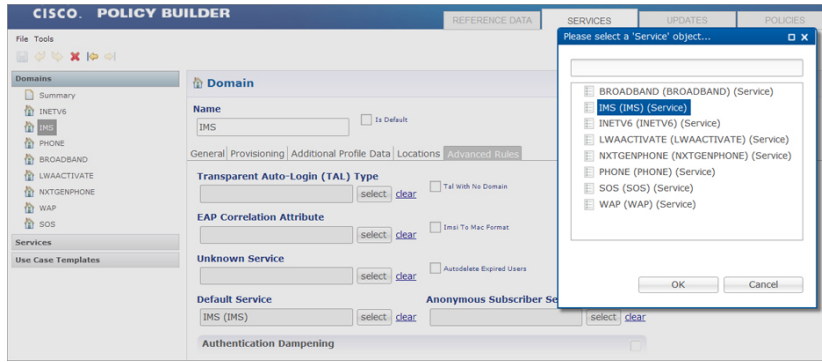 CISCO. POLICY BUILDER
REFERENCE DATA SERVICES UPDATES POLICIES
File Tools
Please select a 'Service' object...
Domains
Summary
INETV6
IMS
PHONE
BROADBAND
LWAACTIVATE
NXTGENPHONE
WAP
SOS
Services
Use Case Templates
Domain
Name
IMS
Is Default
General Provisioning Additional Profile Data Locations Advanced Rules
Transparent Auto-Login (TAL) Type
select clear
Tal With No Domain
EAP Correlation Attribute
select clear
Imsi To Mac Format
Unknown Service
select clear
Autodelete Expired Users
Default Service
IMS (IMS) select clear
Anonymous Subscriber Se
select clear
Authentication Dampening
BROADBAND (BROADBAND) (Service)
IMS (IMS) (Service)
INETV6 (INETV6) (Service)
LWAACTIVATE (LWAACTIVATE) (Service)
NXTGENPHONE (NXTGENPHONE) (Service)
PHONE (PHONE) (Service)
SOS (SOS) (Service)
WAP (WAP) (Service)
OK Cancel